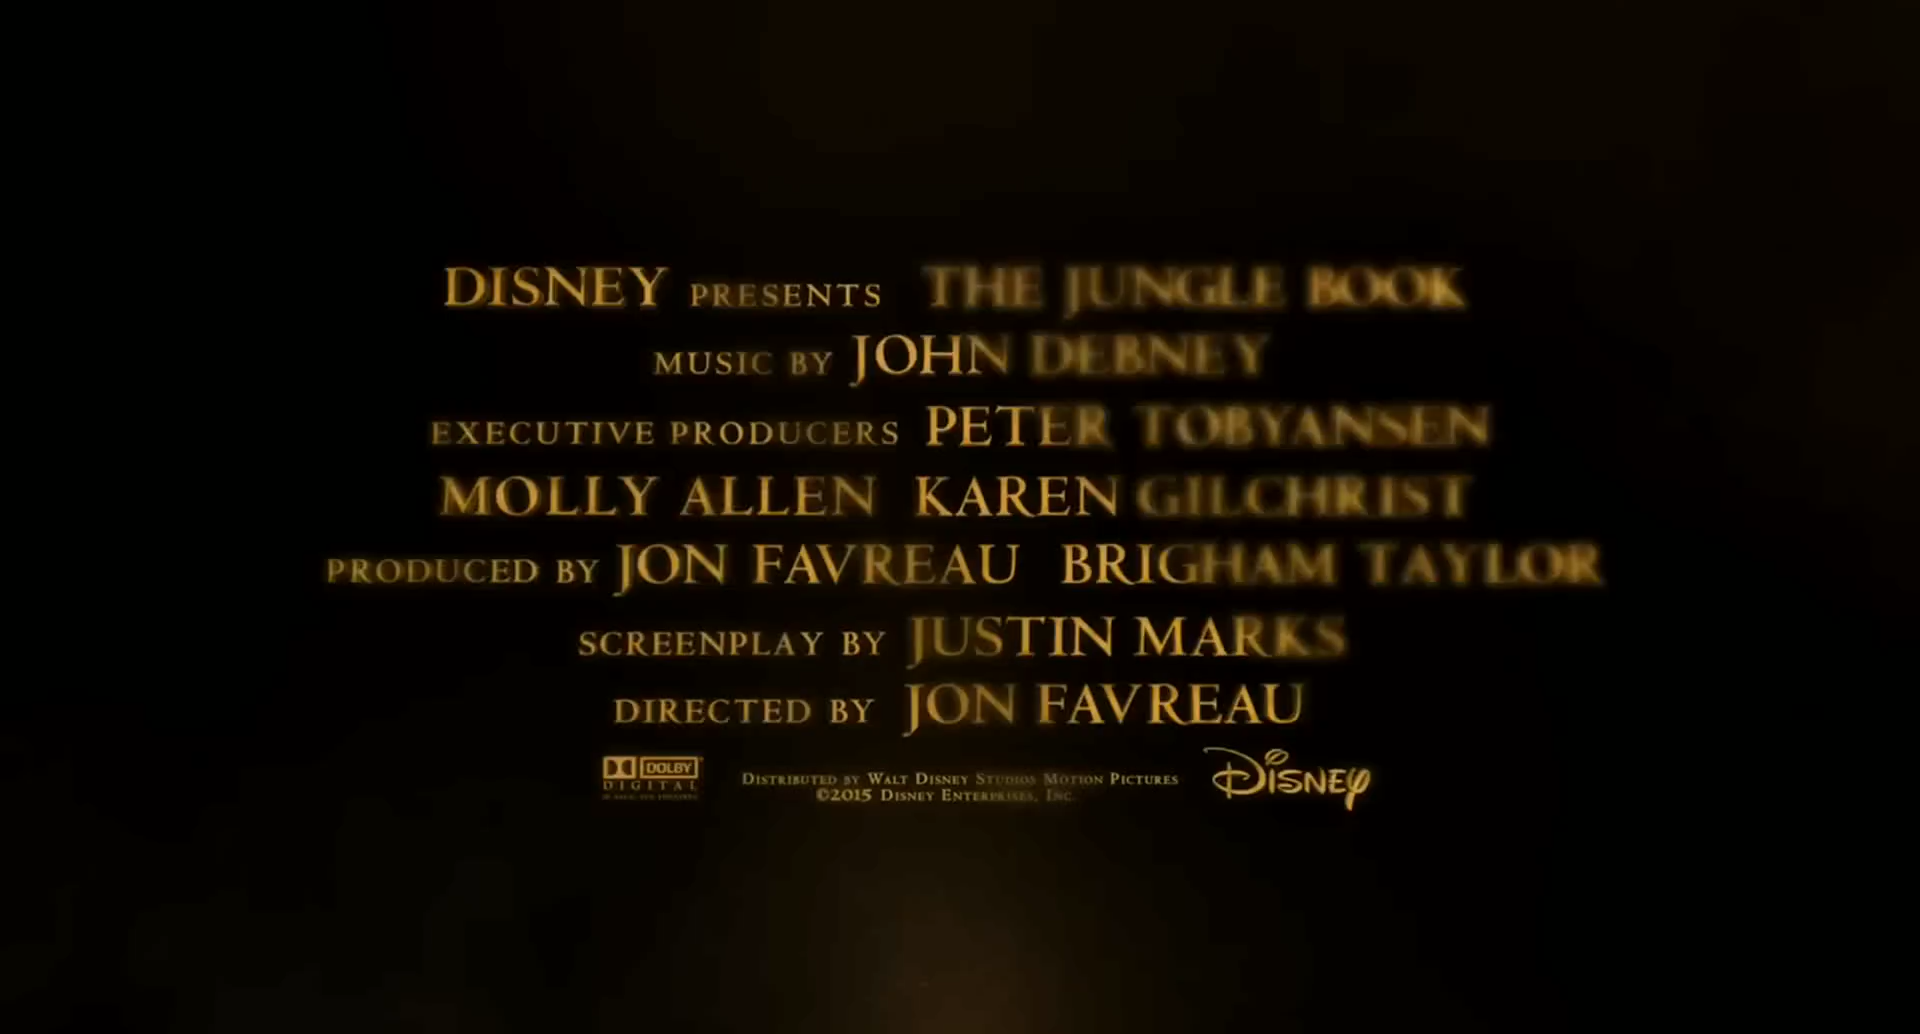 DISNEY PRESENTS THE JUNGLE BOOK
MUSIC BY JOHN DEBNEY
EXECUTIVE PRODUCERS PETER TOBYANSEN
MOLLY ALLEN KAREN GILCHRIST
PRODUCED BY JON FAVREAU BRIGHAM TAYLOR
SCREENPLAY BY JUSTIN MARKS
DIRECTED BY JON FAVREAU
DOLBY
DIGITAL
DISTRIBUTED BY WALT DISNEY STUDIOS MOTION PICTURES
©2015 DISNEY ENTERPRISES, INC.
DISNEY